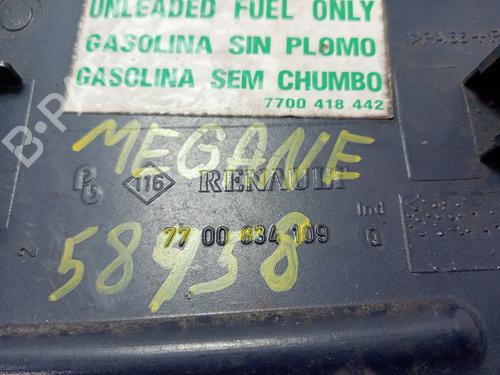 UNLEADED FUEL ONLY
GASOLINA SIN PLOMO
GASOLINA SEM CHUMBO
7700 418 442
MEGANE
116 RENAULT
77 00 834 109
Ind
Q
58938
2